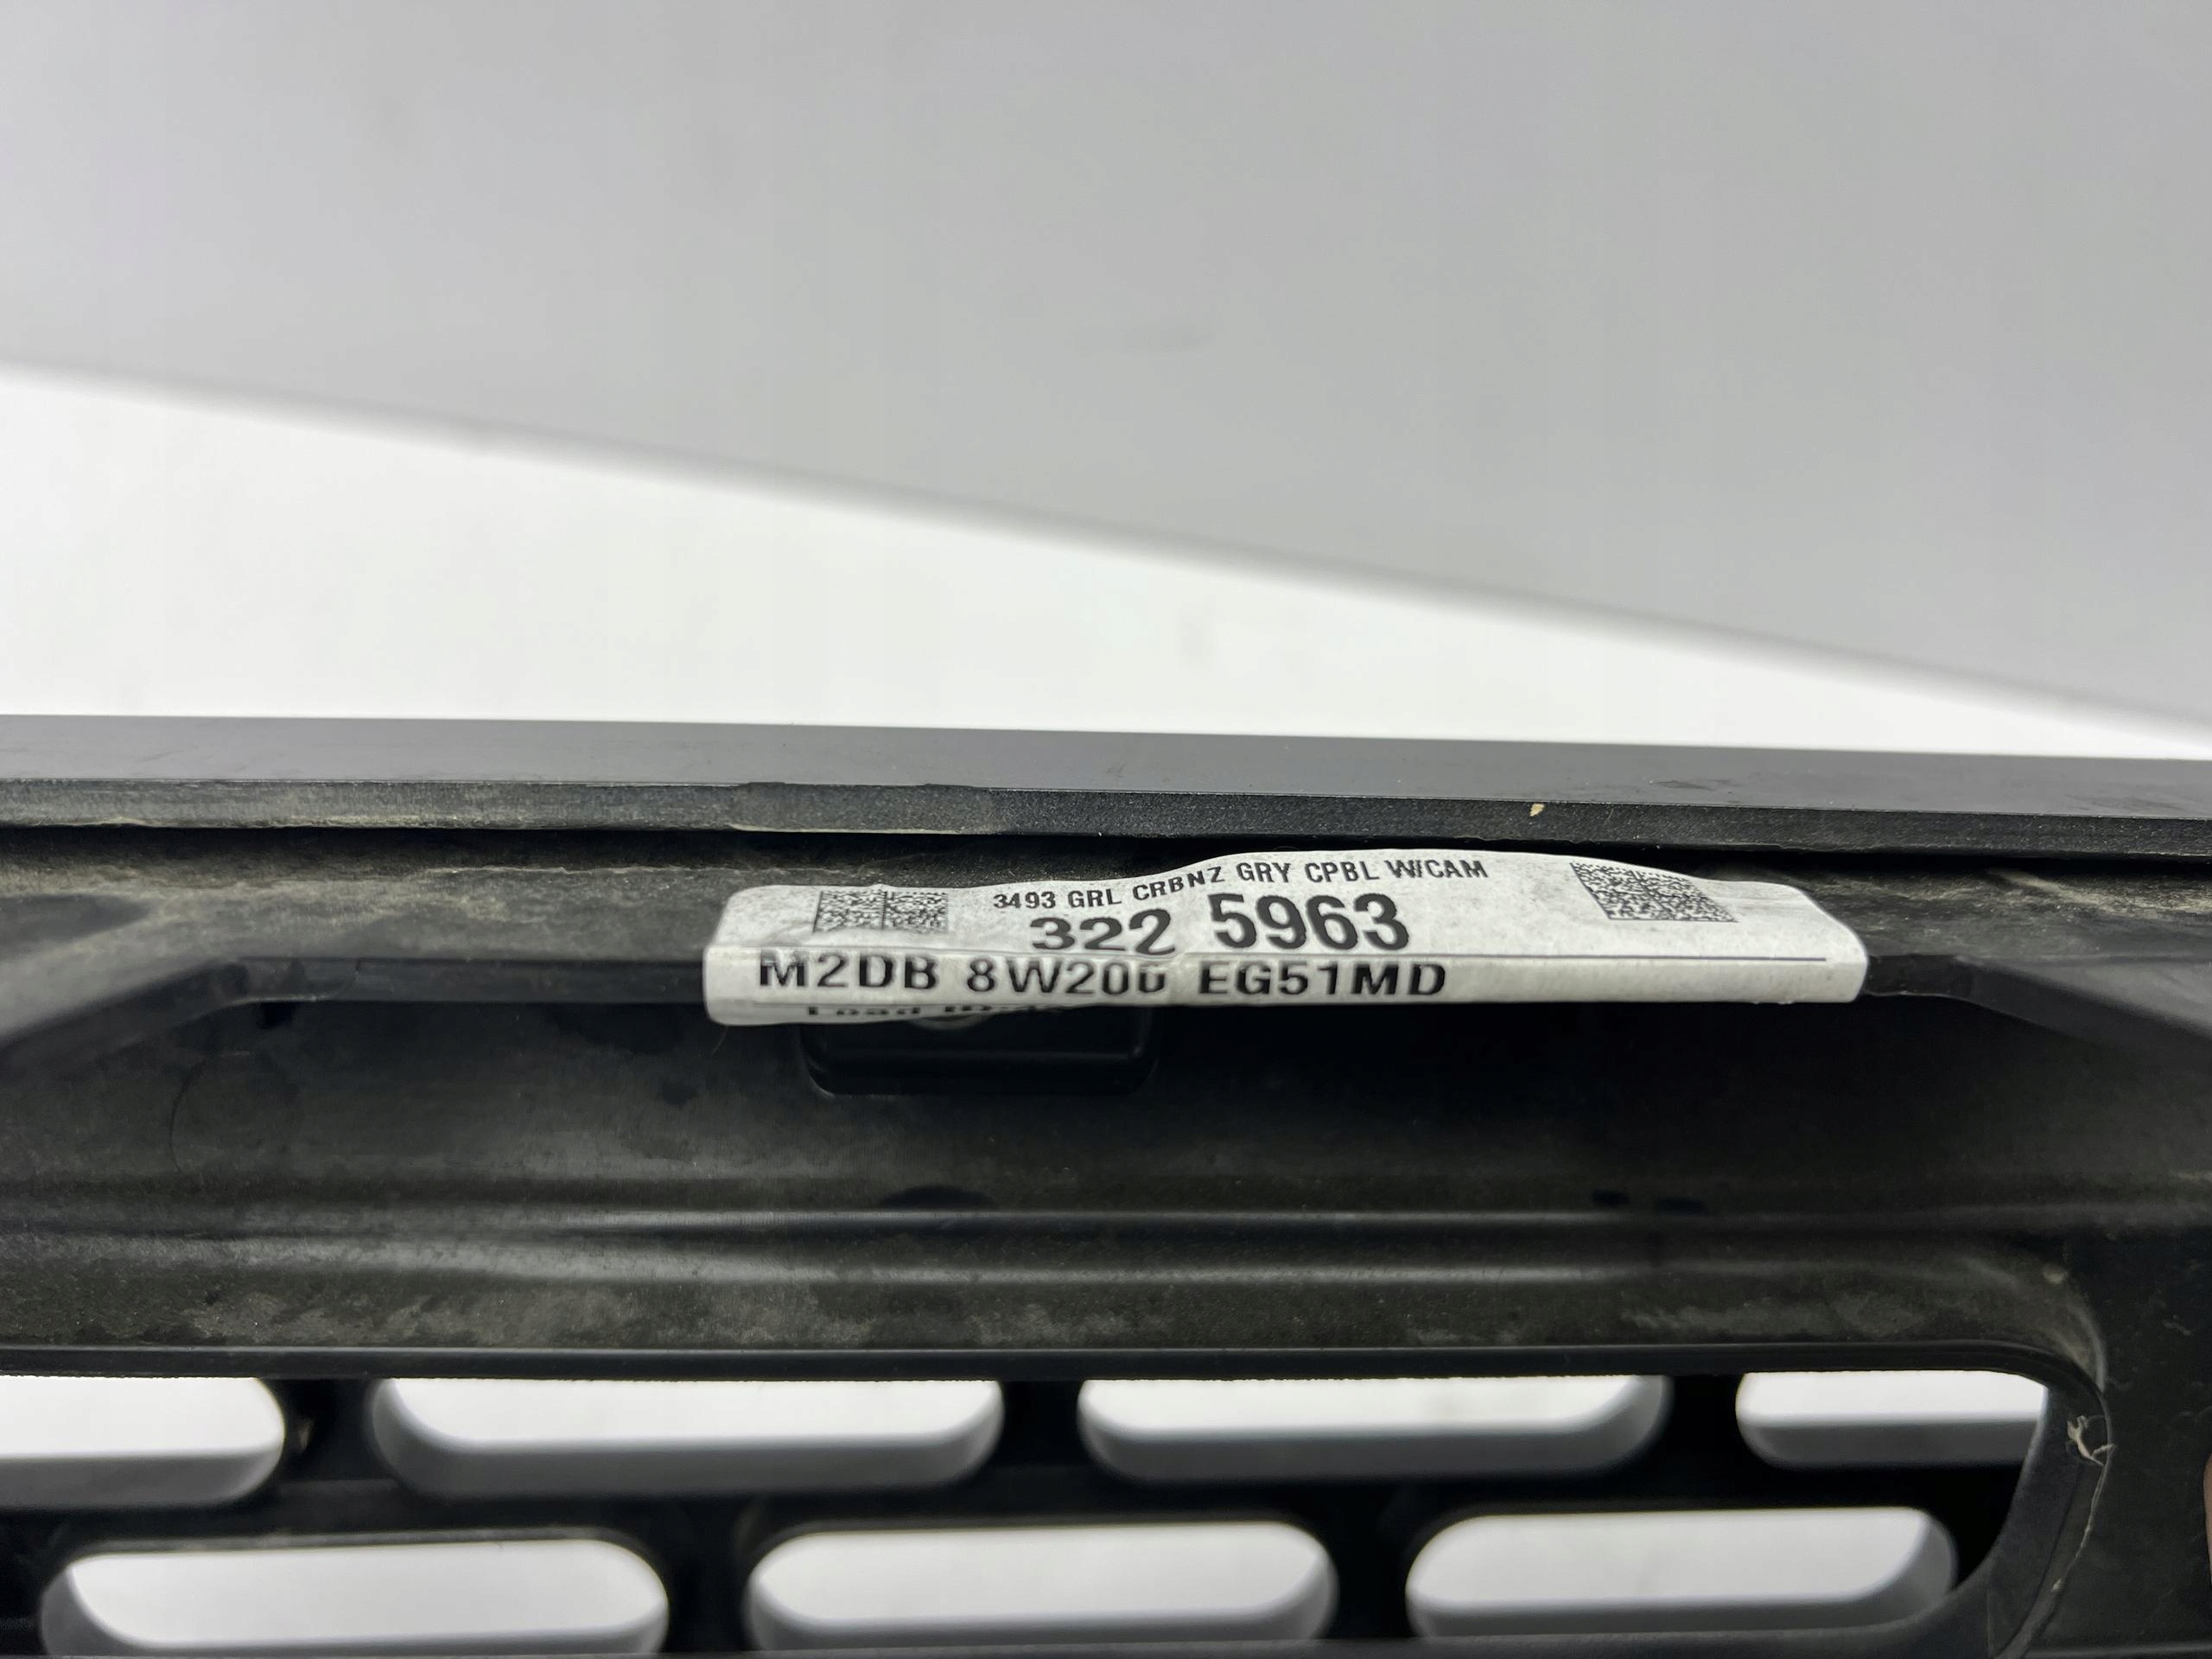 3493 GRL CRBNZ GRY CPBL W/CAM
322 5963
M2DB 8W200 EG51MD